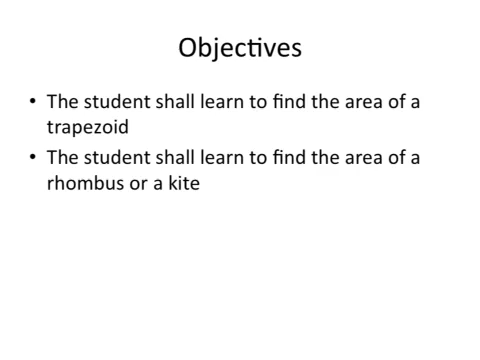 Objectives
• The student shall learn to find the area of a
trapezoid
• The student shall learn to find the area of a
rhombus or a kite